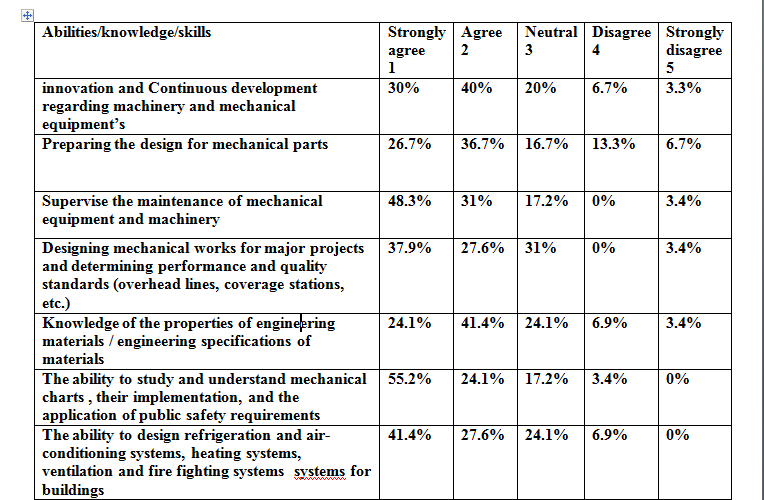 Abilities/knowledge/skills Strongly agree 1 Agree 2 Neutral 3 Disagree 4 Strongly disagree 5
innovation and Continuous development 30% 40% 20% 6.7% 3.3%
regarding machinery and mechanical
equipment's
Preparing the design for mechanical parts 26.7% 36.7% 16.7% 13.3% 6.7%
Supervise the maintenance of mechanical 48.3% 31% 17.2% 0% 3.4%
equipment and machinery
Designing mechanical works for major projects 37.9% 27.6% 31% 0% 3.4%
and determining performance and quality
standards (overhead lines, coverage stations,
etc.)
Knowledge of the properties of engineering 24.1% 41.4% 24.1% 6.9% 3.4%
materials / engineering specifications of
materials
The ability to study and understand mechanical 55.2% 24.1% 17.2% 3.4% 0%
charts , their implementation, and the
application of public safety requirements
The ability to design refrigeration and air- 41.4% 27.6% 24.1% 6.9% 0%
conditioning systems, heating systems,
ventilation and fire fighting systems systems for
buildings